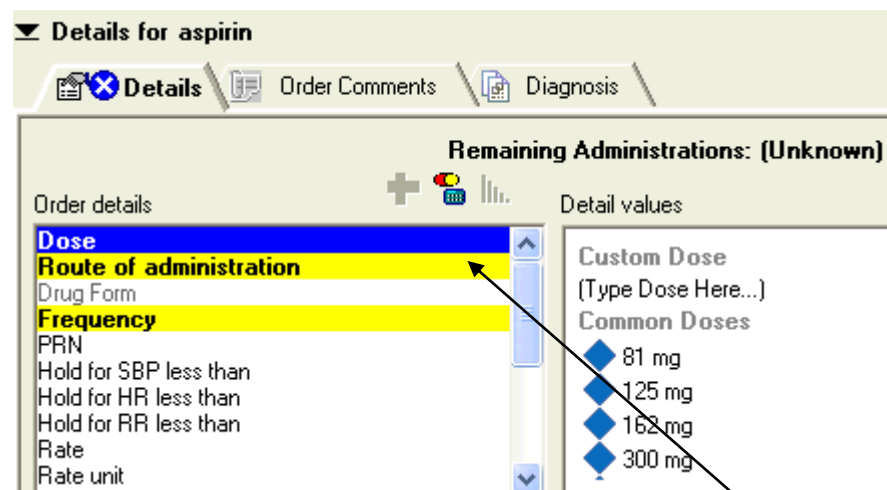 Details for aspirin
Details
Order Comments
Diagnosis
Remaining Administrations: (Unknown)
Order details
Detail values
Dose
Route of administration
Drug Form
Frequency
PRN
Hold for SBP less than
Hold for HR less than
Hold for RR less than
Rate
Rate unit
Custom Dose
(Type Dose Here...)
Common Doses
81 mg
125 mg
162 mg
300 mg